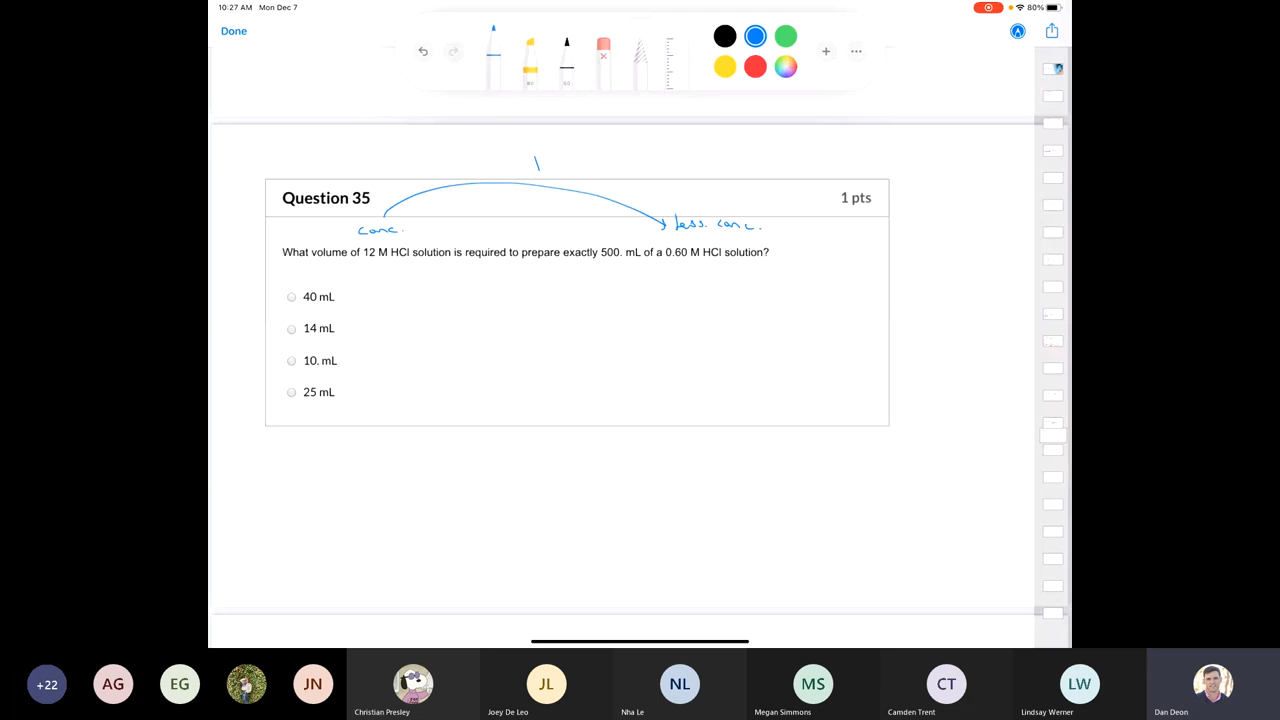 10:27 AM Mon Dec 7 80%
Done
Question 35 1 pts
conc. less. conc.
What volume of 12 M HCl solution is required to prepare exactly 500. mL of a 0.60 M HCl solution?
40 mL
14 mL
10. mL
25 mL
+22 AG EG JN JL NL MS CT LW
Christian Presley Joey De Leo Nha Le Megan Simmons Camden Trent Lindsay Werner Dan Deon